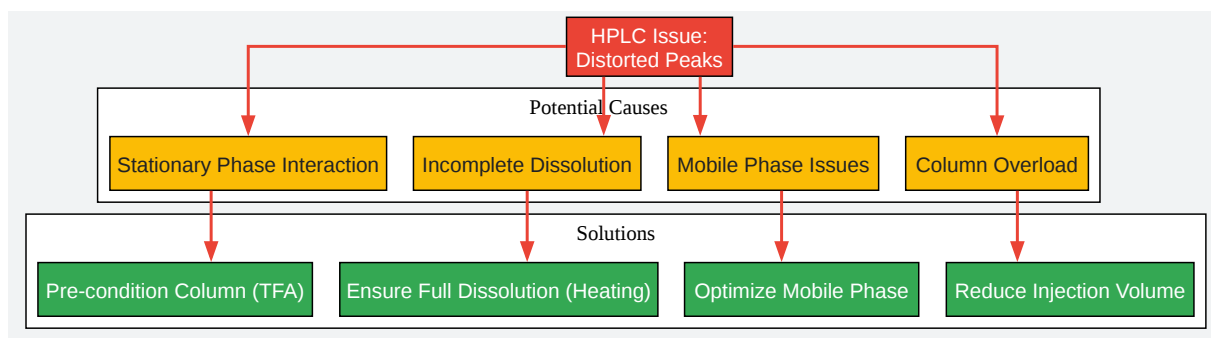 HPLC Issue:
Distorted Peaks
Potential Causes
Stationary Phase Interaction
Incomplete Dissolution
Mobile Phase Issues
Column Overload
Solutions
Pre-condition Column (TFA)
Ensure Full Dissolution (Heating)
Optimize Mobile Phase
Reduce Injection Volume